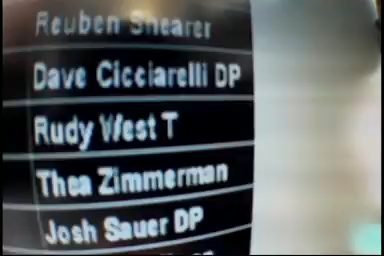 Reuben Shearer
Dave Cicciarelli DP
Rudy West T
Thea Zimmerman
Josh Sauer DP